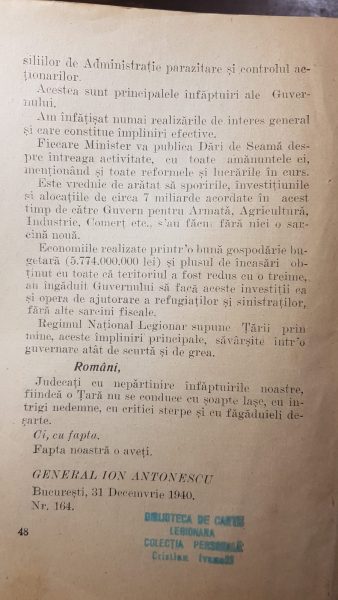 siliilor de Administrație parazitare și controlul ac-
ționarilor.
Acestea sunt principalele înfăptuiri ale Guver-
nului.
Am înfățișat numai realizările de interes general
și care constitue împliniri efective.
Fiecare Minister va publica Dări de Seamă des-
pre întreaga activitate, cu toate amănuntele ei,
menționând și toate reformele și lucrările în curs.
Este vrednic de arătat să sporirile, investițiunile
și alocațiile de circa 7 miliarde acordate în acest
timp de către Guvern pentru Armată, Agricultură,
Industrie, Comerț etc., s'au făcut fără nici o sar-
cină nouă.
Economiile realizate printr'o bună gospodărie bu-
getară (5.774.000.000 lei) și plusul de încasări ob-
ținut cu toate că teritoriul a fost redus cu o treime,
au îngăduit Guvernului să facă aceste investiții ca
și opera de ajutorare a refugiaților și sinistraților,
fără alte sarcini fiscale.
Regimul Național Legionar supune Țării prin
mine, aceste împliniri principale, săvârșite într'o
guvernare atât de scurtă și de grea.
Români,
Judecați cu nepărtinire înfăptuirile noastre,
fiindcă o Țară nu se conduce cu șoapte lașe, cu in-
trigi nedemne, cu critici sterpe și cu făgăduieli de-
șarte.
Ci, cu fapta.
Fapta noastră o aveți.
GENERAL ION ANTONESCU
București, 31 Decemvrie 1940.
Nr. 164.
BIBLIOTECA DE CARTE
LEGIONARA
COLECȚIA PERSONALĂ
Cristian
48